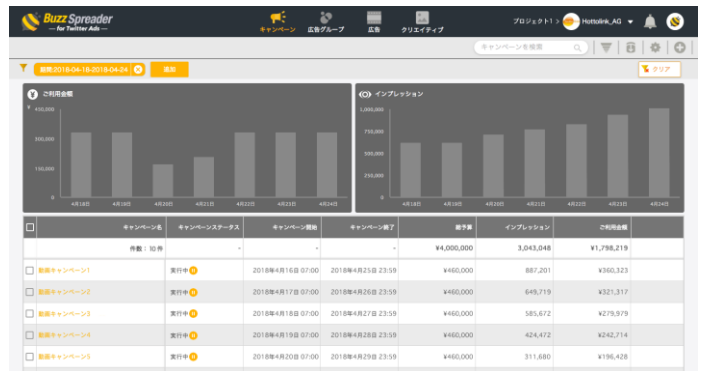 Buzz Spreader
for Twitter Ads
キャンペーン 広告グループ 広告 クリエイティブ
プロジェクト1 > Hottolink_AG
キャンペーンを検索
期間:2018-04-18-2018-04-24 追加 クリア
¥ ご利用金額
インプレッション
¥ 450,000
300,000
150,000
0
4月18日 4月19日 4月20日 4月21日 4月22日 4月23日 4月24日
1,000,000
750,000
500,000
250,000
0
4月18日 4月19日 4月20日 4月21日 4月22日 4月23日 4月24日
キャンペーン名 キャンペーンステータス キャンペーン開始 キャンペーン終了 総予算 インプレッション ご利用金額
件数：10件 - - - ¥4,000,000 3,043,048 ¥1,798,219
動画キャンペーン1 実行中 2018年4月16日 07:00 2018年4月25日 23:59 ¥460,000 887,201 ¥360,323
動画キャンペーン2 実行中 2018年4月17日 07:00 2018年4月26日 23:59 ¥460,000 649,719 ¥321,317
動画キャンペーン3 実行中 2018年4月18日 07:00 2018年4月27日 23:59 ¥460,000 585,672 ¥279,979
動画キャンペーン4 実行中 2018年4月19日 07:00 2018年4月28日 23:59 ¥460,000 424,472 ¥242,714
動画キャンペーン5 実行中 2018年4月20日 07:00 2018年4月29日 23:59 ¥460,000 311,680 ¥196,428